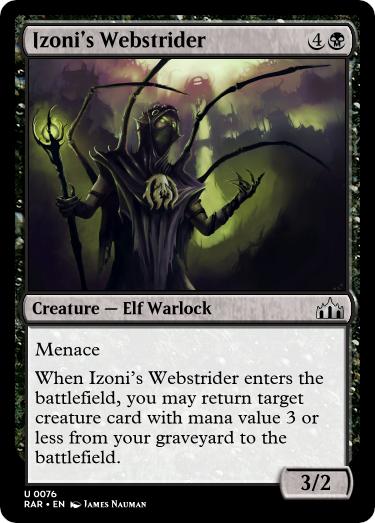 Izoni's Webstrider 4
Creature — Elf Warlock
Menace
When Izoni's Webstrider enters the
battlefield, you may return target
creature card with mana value 3 or
less from your graveyard to the
battlefield.
3/2
U 0076
RAR • EN James Nauman